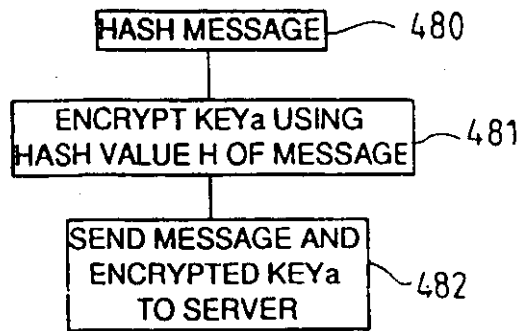 HASH MESSAGE
480
ENCRYPT KEYa USING
HASH VALUE H OF MESSAGE
481
SEND MESSAGE AND
ENCRYPTED KEYa
TO SERVER
482